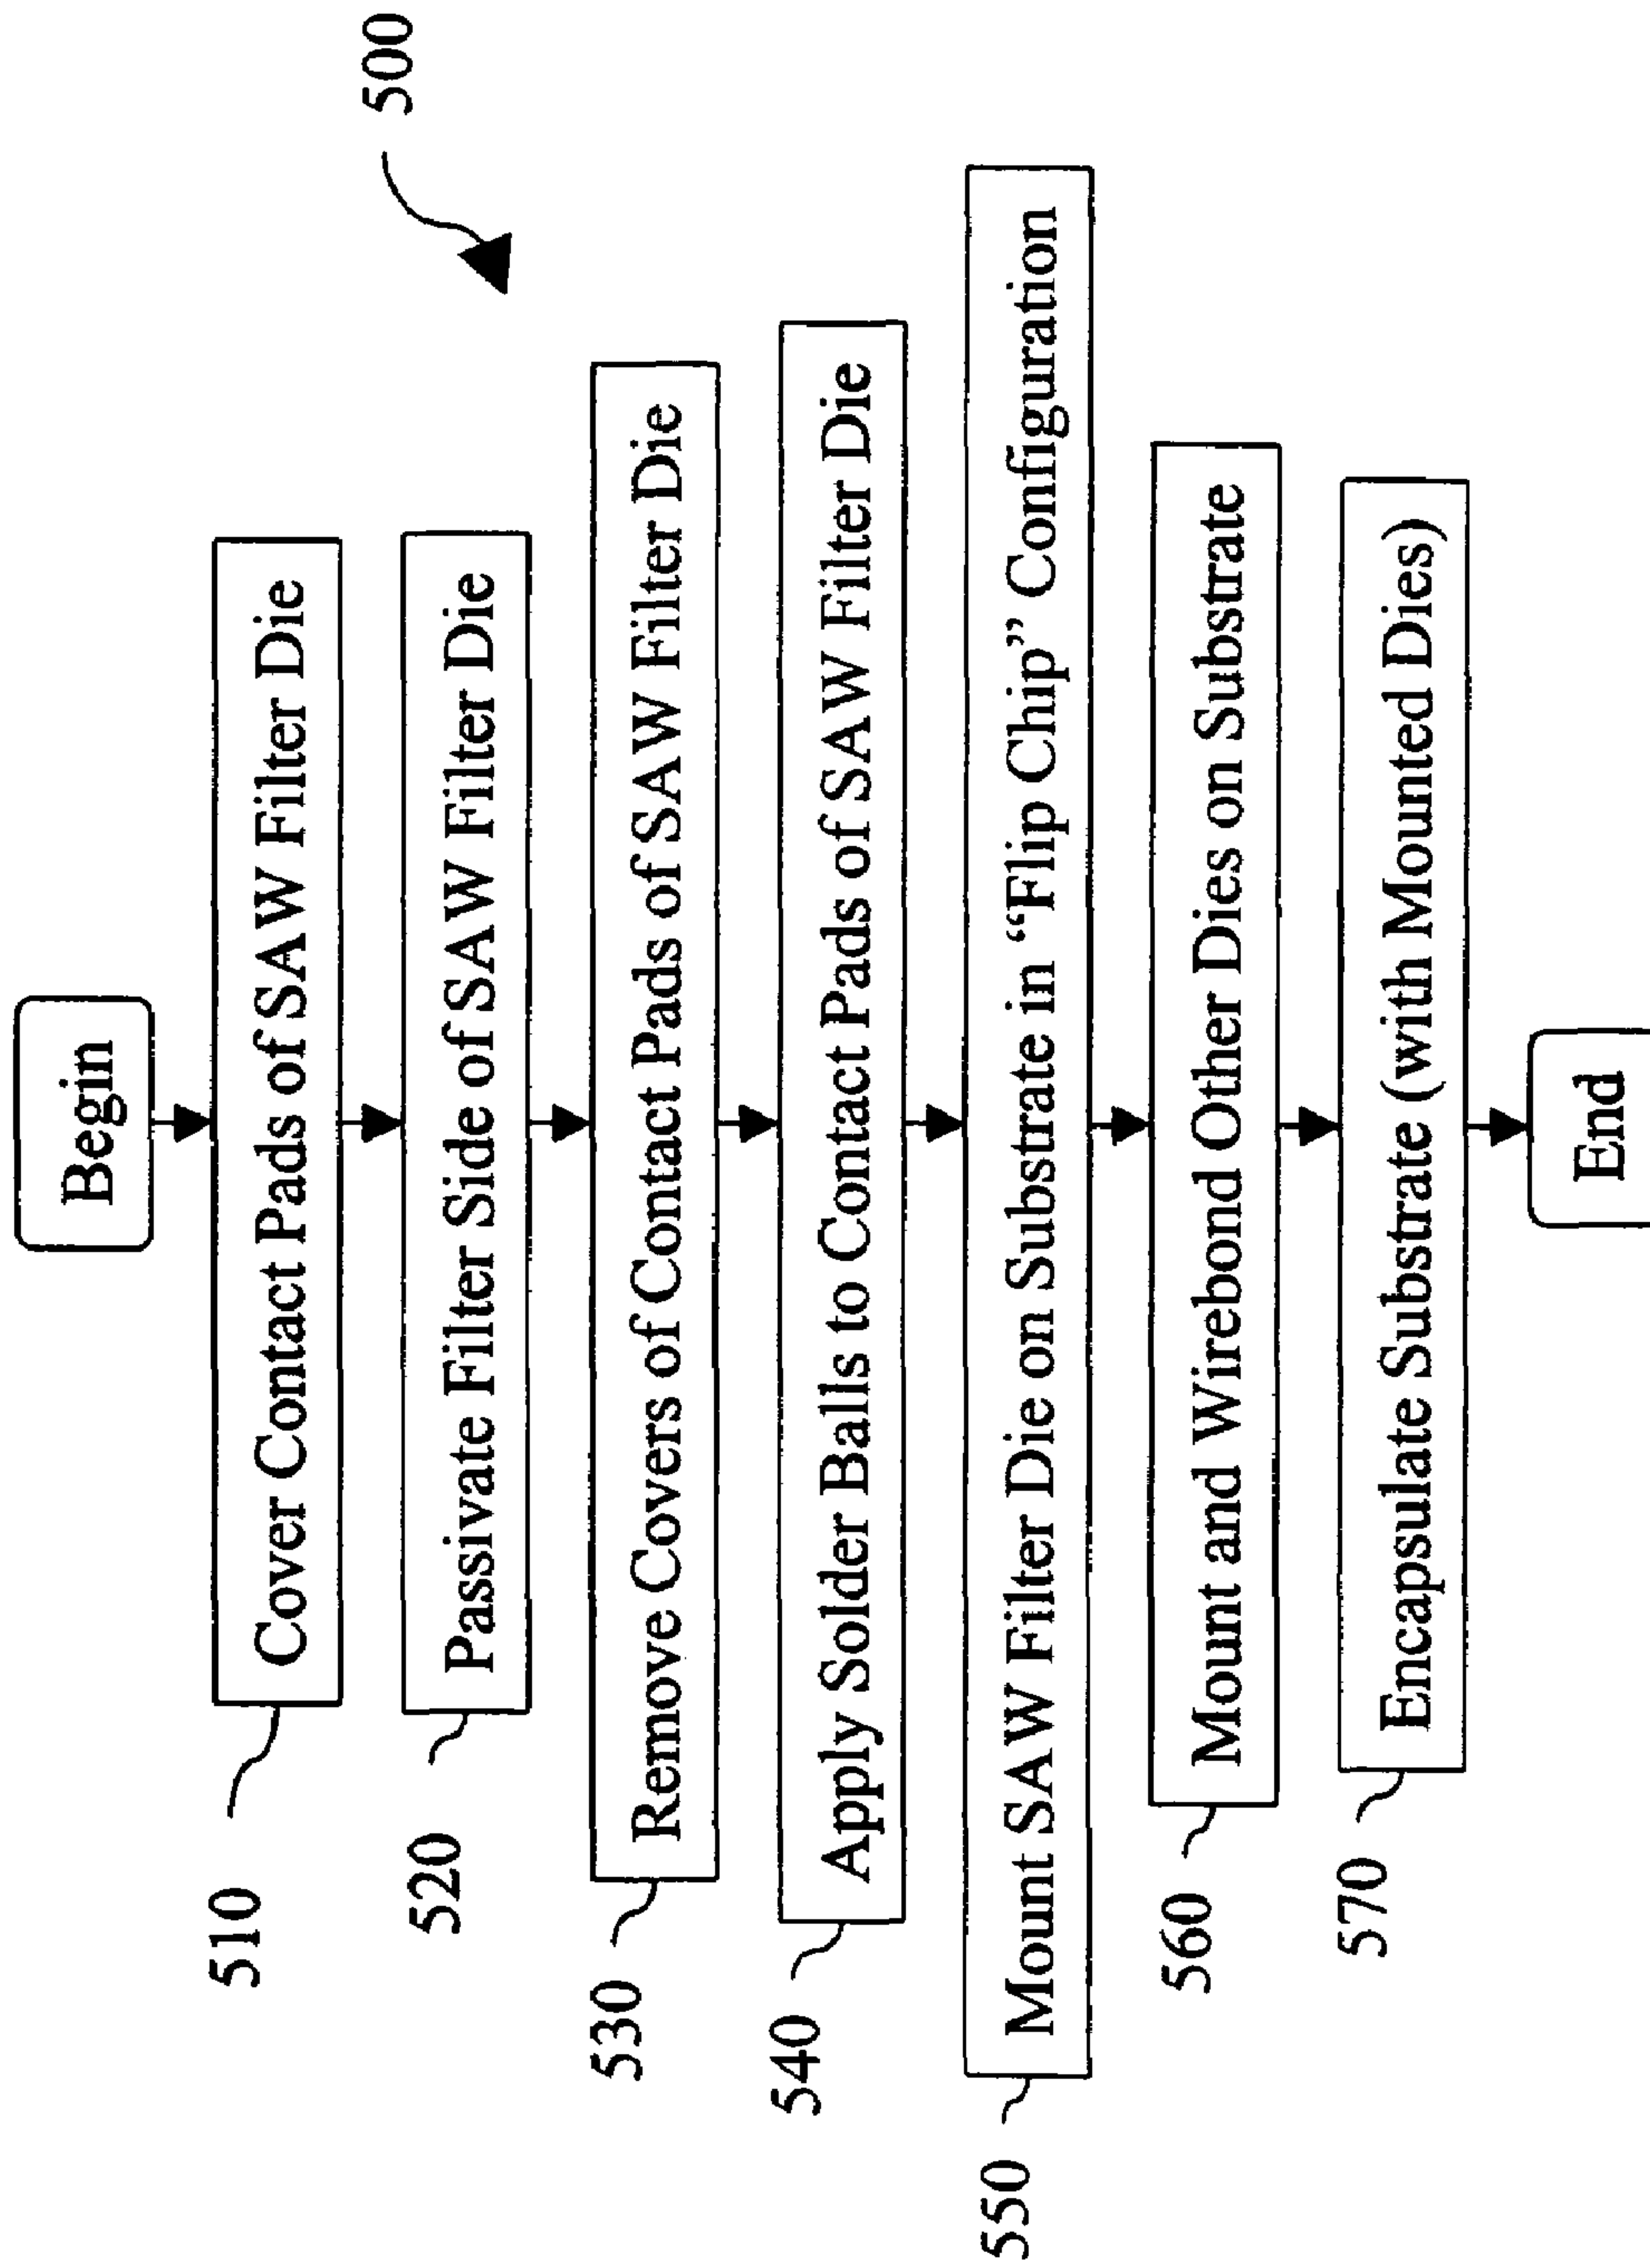 500
Begin
510
Cover Contact Pads of SAW Filter Die
520
Passivate Filter Side of SAW Filter Die
530
Remove Covers of Contact Pads of SAW Filter Die
540
Apply Solder Balls to Contact Pads of SAW Filter Die
550
Mount SAW Filter Die on Substrate in “Flip Chip” Configuration
560
Mount and Wirebond Other Dies on Substrate
570
Encapsulate Substrate (with Mounted Dies)
End